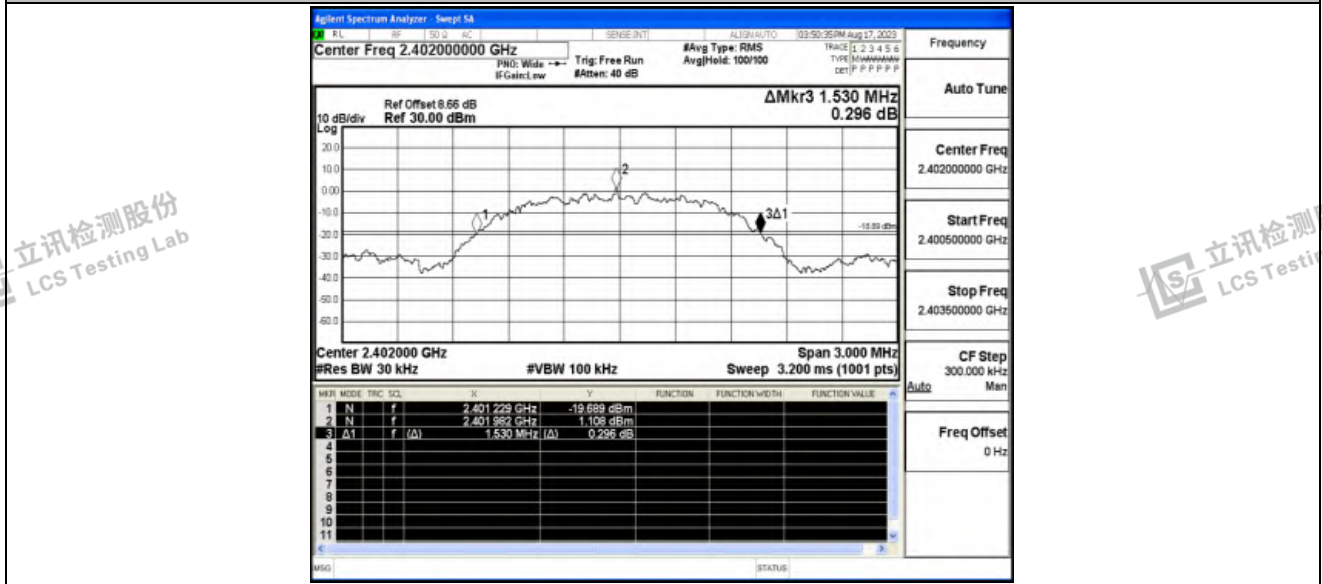 Agilent Spectrum Analyzer - Swept SA
RL RF 50 Ω AC SENSE:INT ALIGN AUTO 03:50:35 PM Aug 17, 2023
Center Freq 2.402000000 GHz
PNO: Wide
IFGain:Low
Trig: Free Run
#Atten: 40 dB
#Avg Type: RMS
Avg|Hold: 100/100
TRACE 1 2 3 4 5 6
TYPE
DET P P P P P P
ΔMkr3 1.530 MHz
0.296 dB
Ref Offset 8.66 dB
10 dB/div Ref 30.00 dBm
Log
20.0
10.0
0.00
-10.0
-20.0
-30.0
-40.0
-50.0
-60.0
1
2
3Δ1
-18.89 dBm
Center 2.402000 GHz Span 3.000 MHz
#Res BW 30 kHz #VBW 100 kHz Sweep 3.200 ms (1001 pts)
MKR MODE TRC SCL X Y FUNCTION FUNCTION WIDTH FUNCTION VALUE
1 N f 2.401 229 GHz -19.689 dBm
2 N f 2.401 982 GHz 1.108 dBm
3 Δ1 f (Δ) 1.530 MHz (Δ) 0.296 dB
4
5
6
7
8
9
10
11
MSG STATUS
Frequency
Auto Tune
Center Freq
2.402000000 GHz
Start Freq
2.400500000 GHz
Stop Freq
2.403500000 GHz
CF Step
300.000 kHz
Auto Man
Freq Offset
0 Hz
立讯检测股份
LCS Testing Lab
立讯检测
LCS Testin